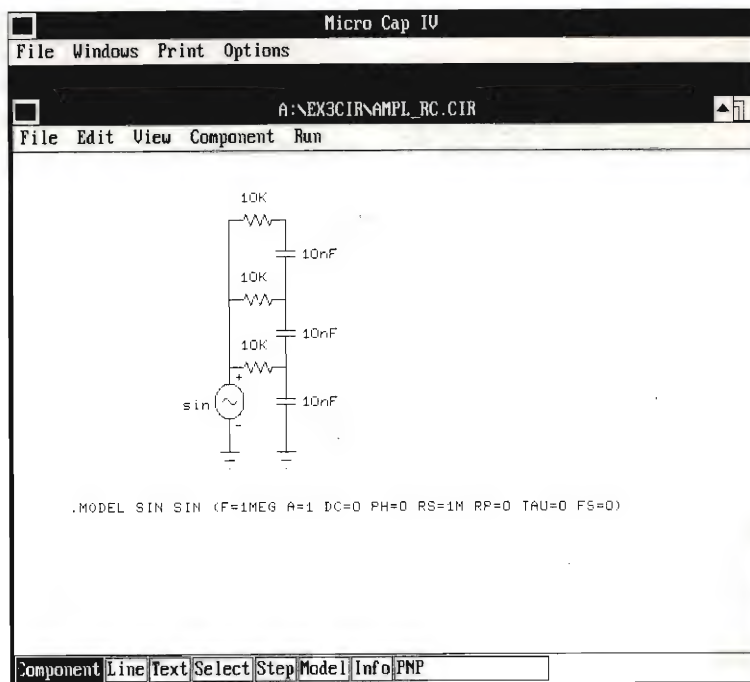 Micro Cap IV
File Windows Print Options
A:\EX3CIR\AMPL_RC.CIR
File Edit View Component Run
10K
10nF
10K
10nF
10K
+
sin
10nF
-
.MODEL SIN SIN (F=1MEG A=1 DC=0 PH=0 RS=1M RP=0 TAU=0 FS=0)
Component Line Text Select Step Model Info PNP